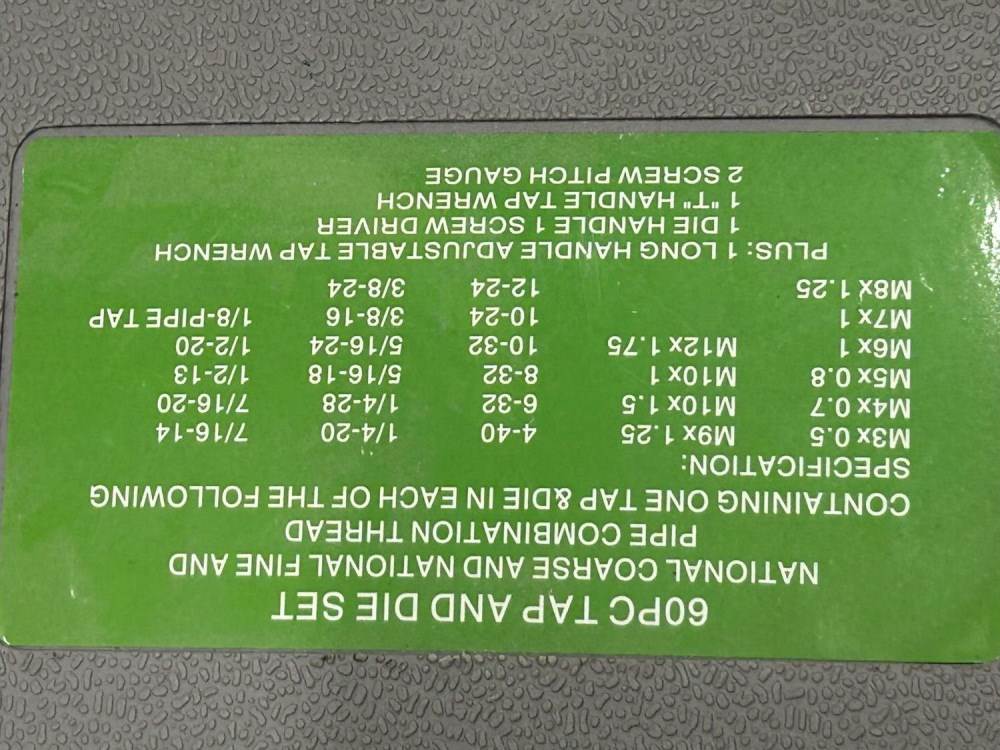 60PC TAP AND DIE SET
NATIONAL COARSE AND NATIONAL FINE AND
PIPE COMBINATION THREAD
CONTAINING ONE TAP &DIE IN EACH OF THE FOLLOWING
SPECIFICATION:
M3x 0.5 M9x 1.25 4-40 1/4-20 7/16-14
M4x 0.7 M10x 1.5 6-32 1/4-28 7/16-20
M5x 0.8 M10x 1 8-32 5/16-18 1/2-13
M6x 1 M12x 1.75 10-32 5/16-24 1/2-20
M7x 1 10-24 3/8-16 1/8-PIPE TAP
M8x 1.25 12-24 3/8-24
PLUS: 1 LONG HANDLE ADJUSTABLE TAP WRENCH
1 DIE HANDLE 1 SCREW DRIVER
1 "T" HANDLE TAP WRENCH
2 SCREW PITCH GAUGE